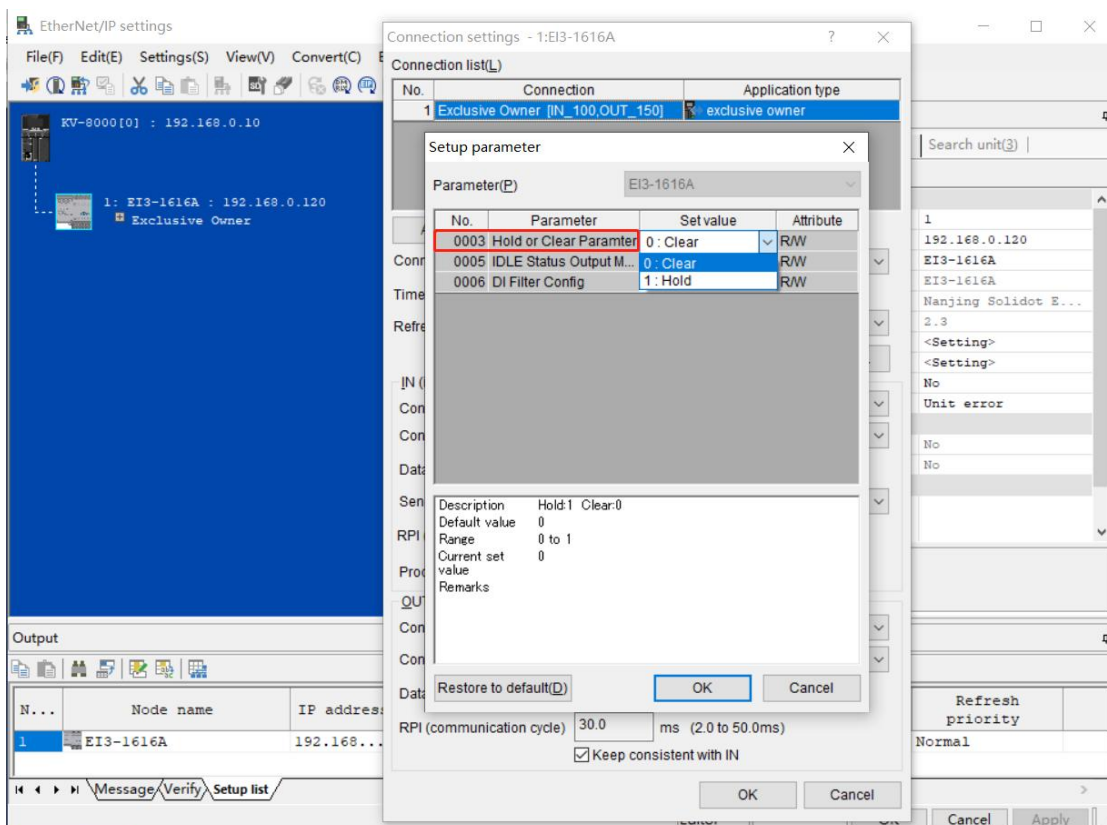 EtherNet/IP settings
File(F) Edit(E) Settings(S) View(V) Convert(C)
KV-8000[0] : 192.168.0.10
1: EI3-1616A : 192.168.0.120
Exclusive Owner
Connection settings - 1:EI3-1616A
Connection list(L)
No. Connection Application type
1 Exclusive Owner [IN_100,OUT_150] exclusive owner
Setup parameter
Parameter(P) EI3-1616A
No. Parameter Set value Attribute
0003 Hold or Clear Paramter 0 : Clear R/W
0005 IDLE Status Output M... 0 : Clear R/W
0006 DI Filter Config 1 : Hold R/W
Description Hold:1 Clear:0
Default value 0
Range 0 to 1
Current set value 0
Remarks
Restore to default(D) OK Cancel
Time
RPI (communication cycle) 30.0 ms (2.0 to 50.0ms)
Keep consistent with IN
OK Cancel
Search unit(3)
1
192.168.0.120
EI3-1616A
EI3-1616A
Nanjing Solidot E...
2.3
<Setting>
<Setting>
No
Unit error
No
No
Output
N... Node name IP address Refresh priority
1 EI3-1616A 192.168... Normal
Message Verify Setup list
Cancel Apply